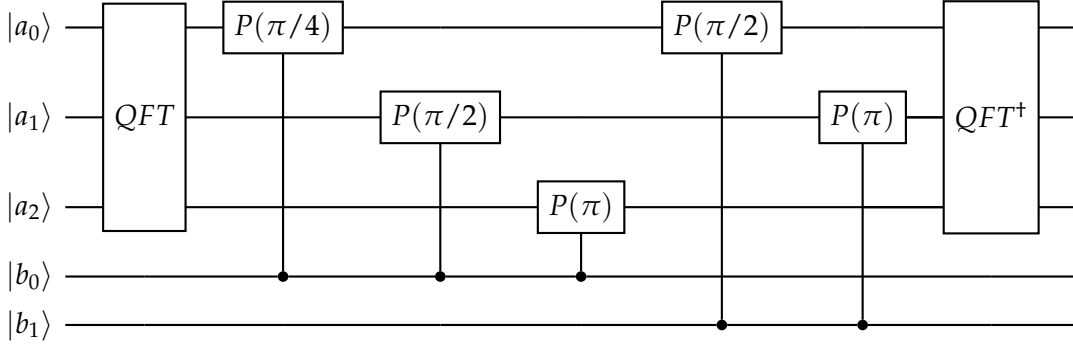 |a₀⟩ P(π/4) P(π/2)
|a₁⟩ QFT P(π/2) P(π) QFT†
|a₂⟩ P(π)
|b₀⟩
|b₁⟩